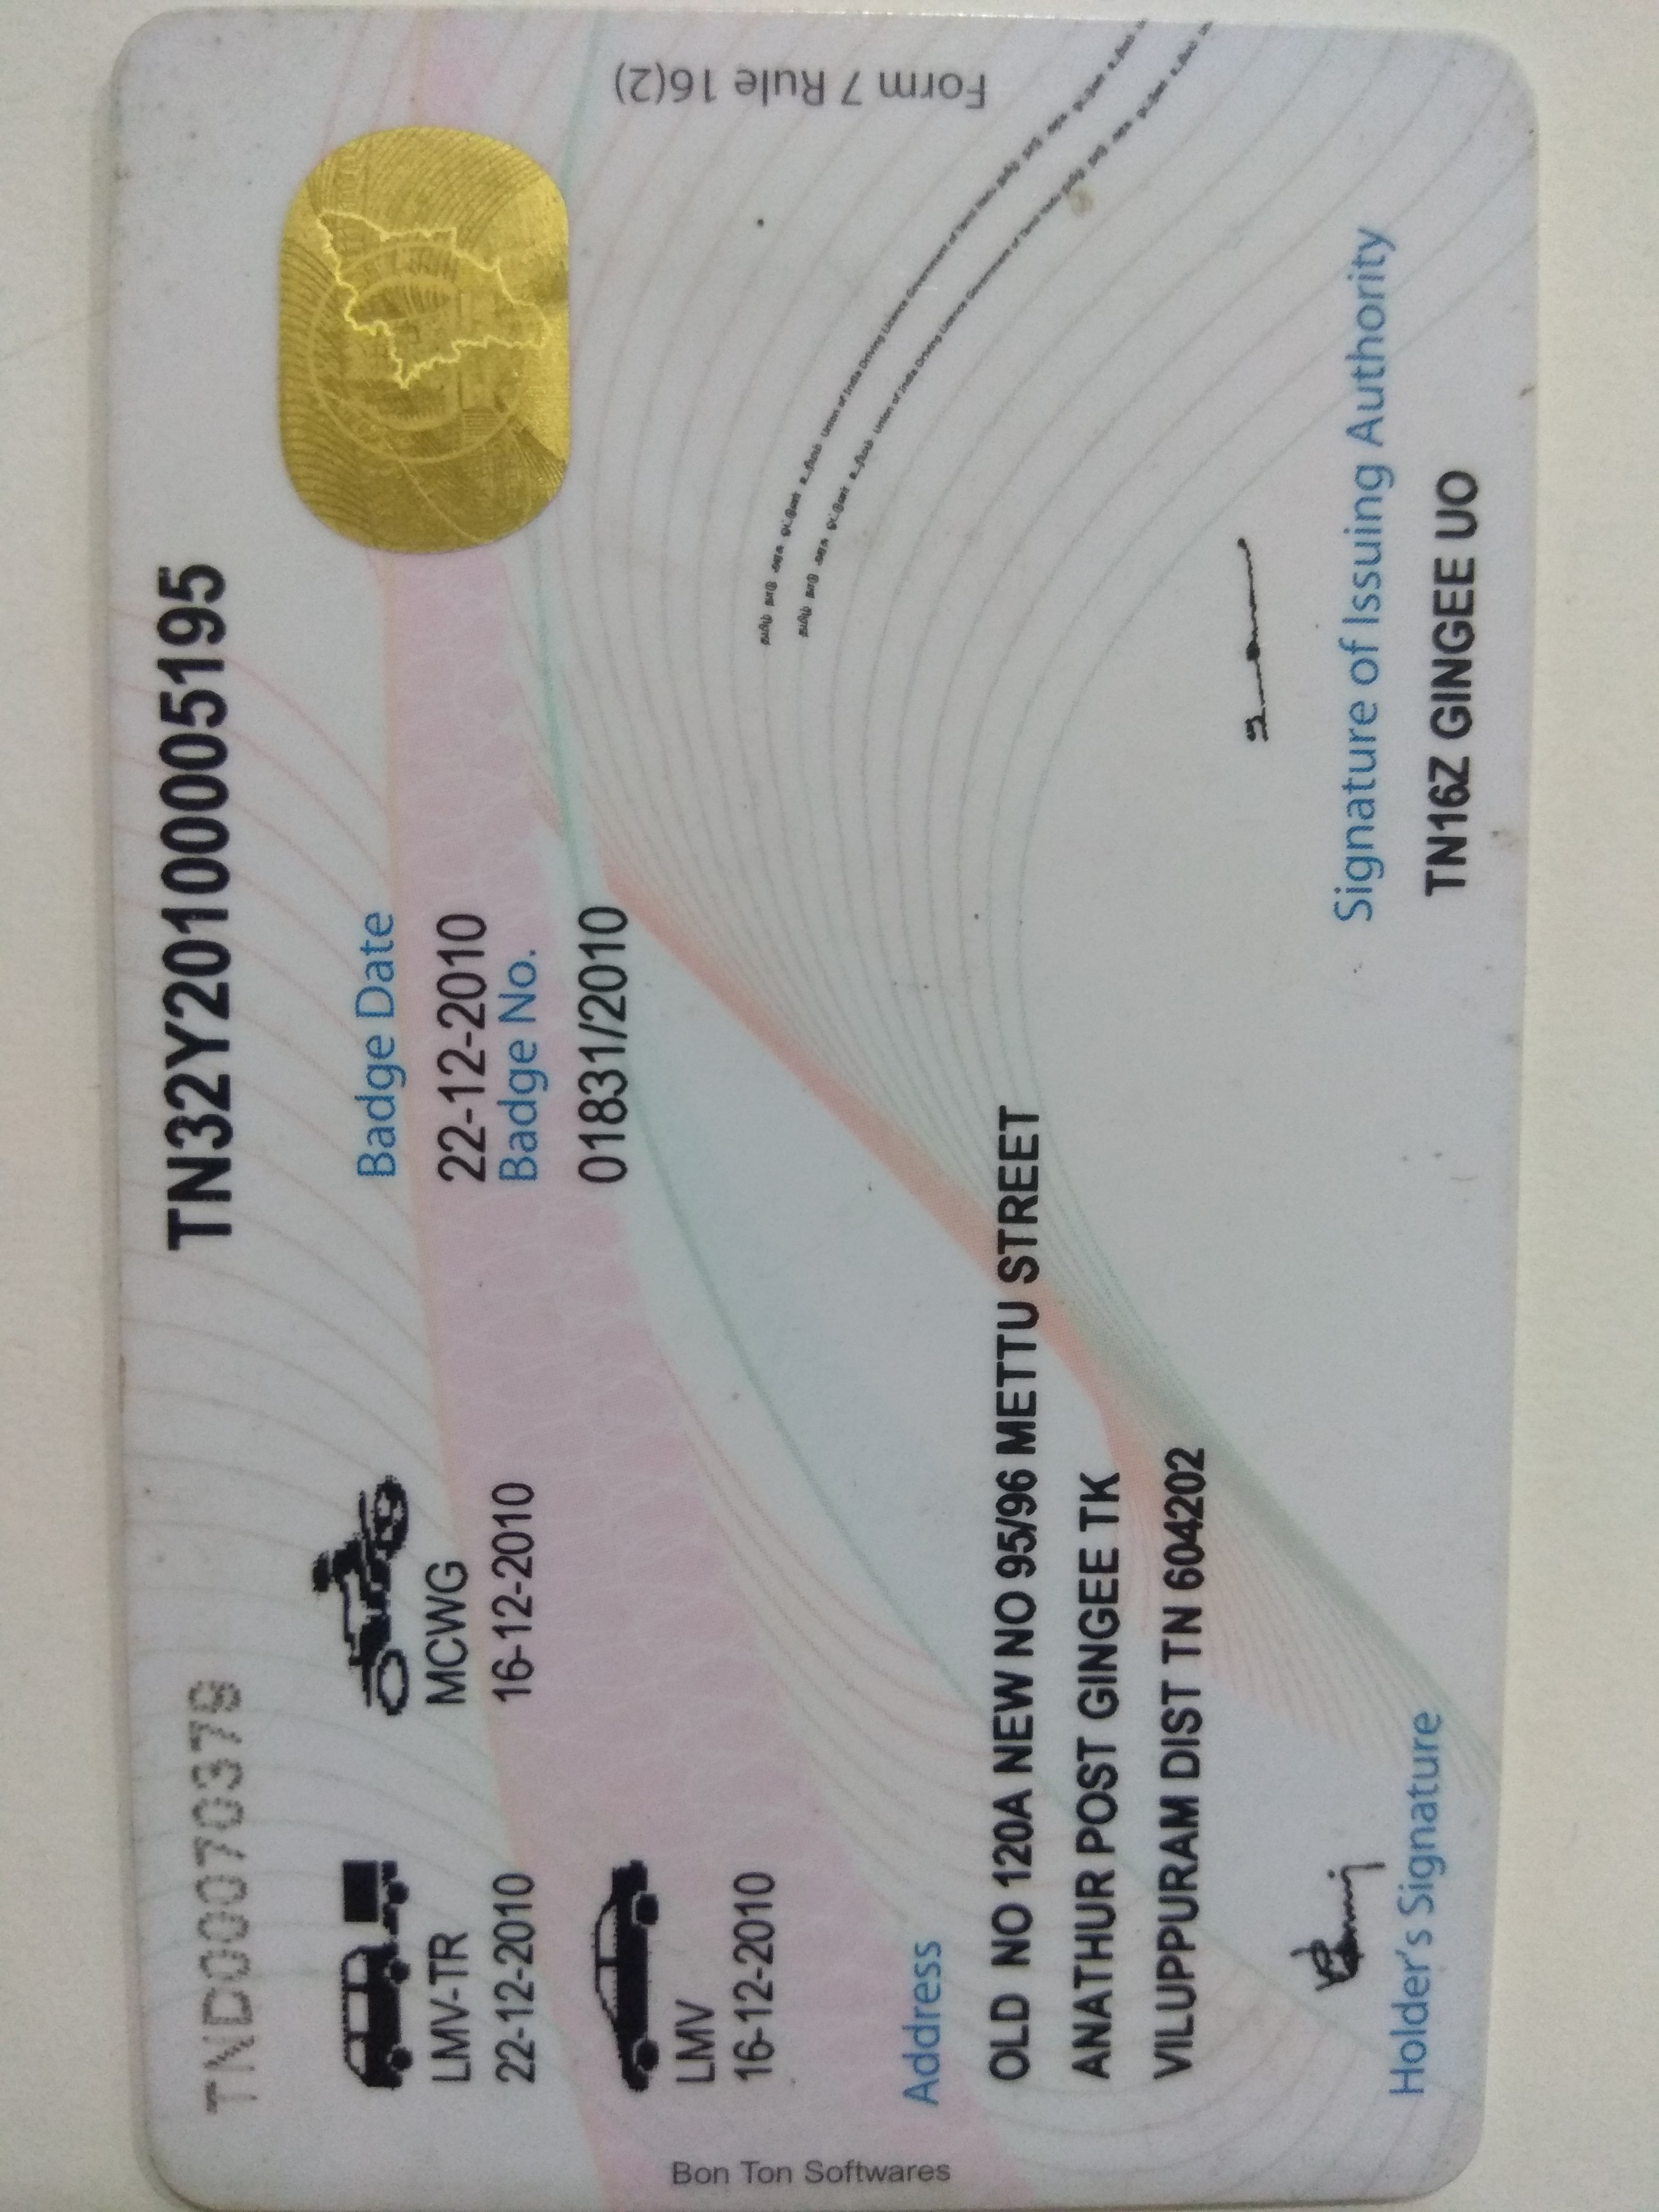 TND0070378
TN32Y20100005195
LMV-TR
22-12-2010
MCWG
16-12-2010
Badge Date
22-12-2010
Badge No.
01831/2010
LMV
16-12-2010
Address
OLD NO 120A NEW NO 95/96 METTU STREET
ANATHUR POST GINGEE TK
VILUPPURAM DIST TN 604202
Holder's Signature
Signature of Issuing Authority
TN16Z GINGEE UO
Form 7 Rule 16(2)
Bon Ton Softwares